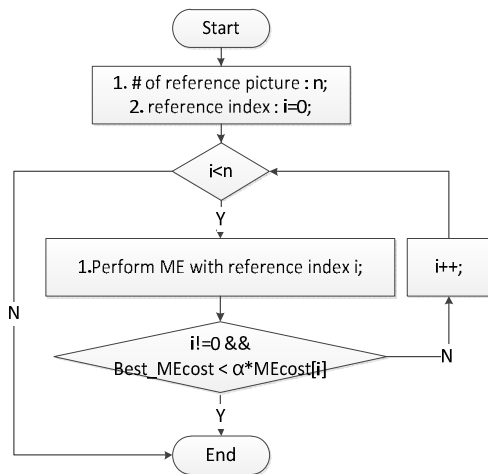 Start
1. # of reference picture : n;
2. reference index : i=0;
i<n
Y
1.Perform ME with reference index i;
i++;
N
i!=0 &&
Best_MEcost < α*MEcost[i]
N
Y
End